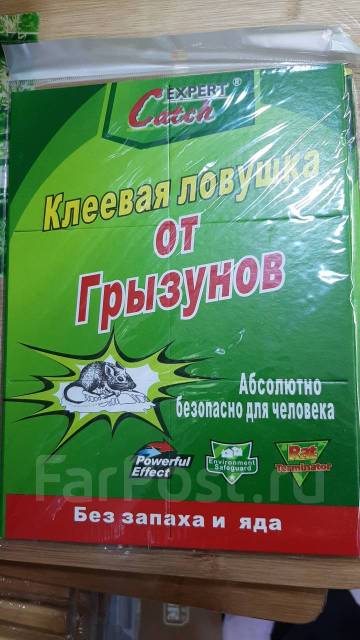 EXPERT ®
Catch
Клеевая ловушка
от
Грызунов
Абсолютно
безопасно для человека
Powerful
Effect
Environment
Safeguard
Rat
Terminator
FarPost.ru
Без запаха и яда